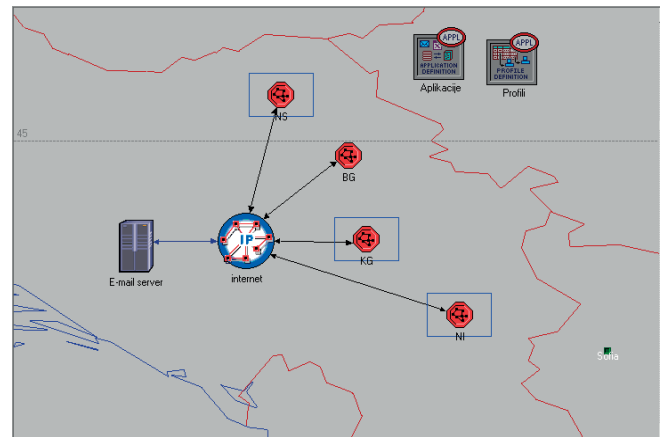 APPL
APPLICATION
DEFINITION
Aplikacije
APPL
PROFILE
DEFINITION
Profili
NS
45
BG
IP
internet
E-mail server
KG
NI
Sofia